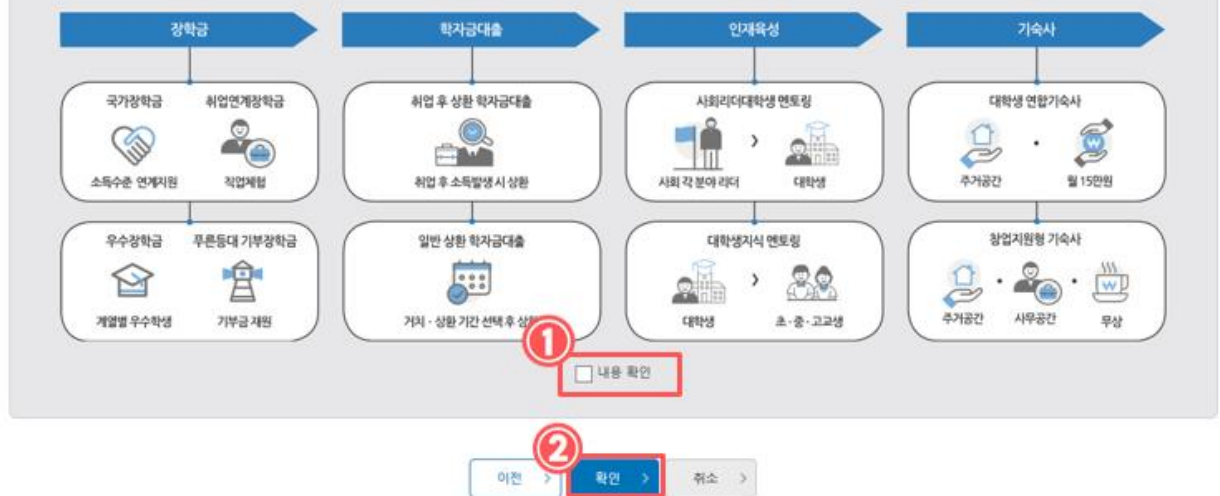 장학금 학자금대출 인재육성 기숙사
국가장학금 취업연계장학금
소득수준 연계지원 직업체험
취업 후 상환 학자금대출
취업 후 소득발생 시 상환
사회리더대학생 멘토링
사회 각 분야 리더 대학생
대학생 연합기숙사
₩
주거공간 월 15만원
우수장학금 푸른등대 기부장학금
계열별 우수학생 기부금 재원
일반 상환 학자금대출
거치 · 상환 기간 선택 후
대학생지식 멘토링
대학생 초 · 중 · 고교생
창업지원형 기숙사
₩
주거공간 사무공간 무상
①
내용 확인
②
이전 > 확인 > 취소 >